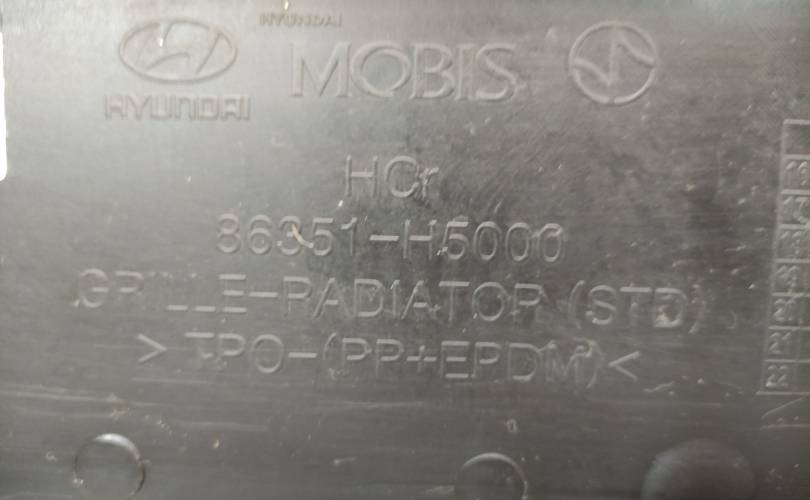 HYUNDAI
HYUNDAI MOBIS
HCr
86351-H5000
GRILLE-RADIATOR (STD)
>TPO-(PP+EPDM)<